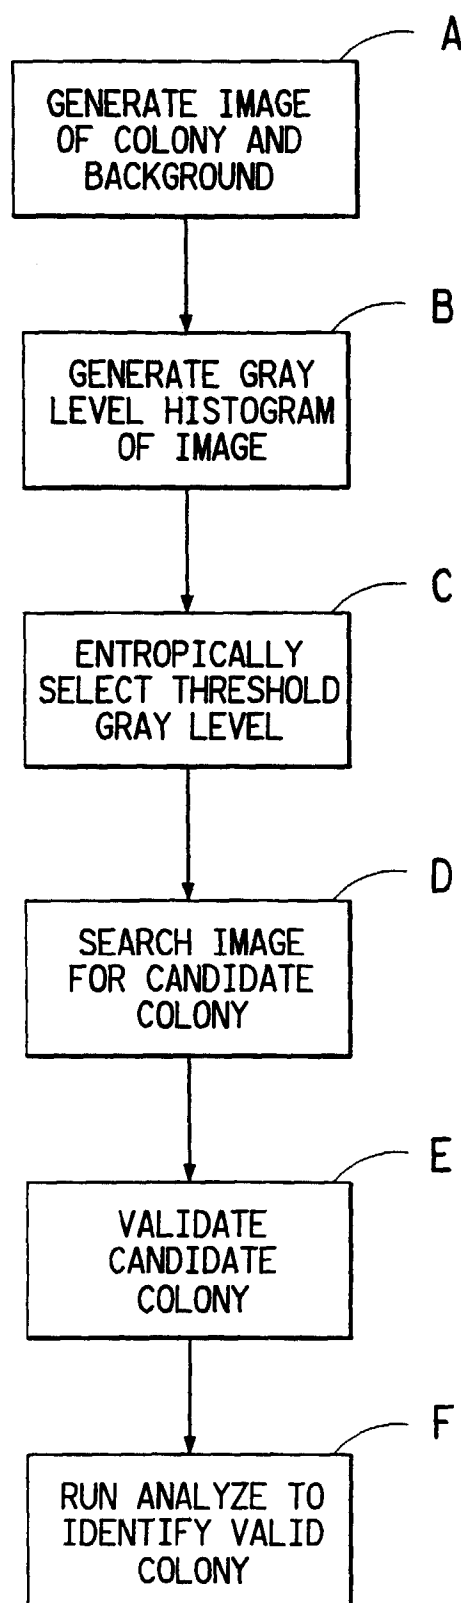 A
GENERATE IMAGE
OF COLONY AND
BACKGROUND
B
GENERATE GRAY
LEVEL HISTOGRAM
OF IMAGE
C
ENTROPICALLY
SELECT THRESHOLD
GRAY LEVEL
D
SEARCH IMAGE
FOR CANDIDATE
COLONY
E
VALIDATE
CANDIDATE
COLONY
F
RUN ANALYZE TO
IDENTIFY VALID
COLONY